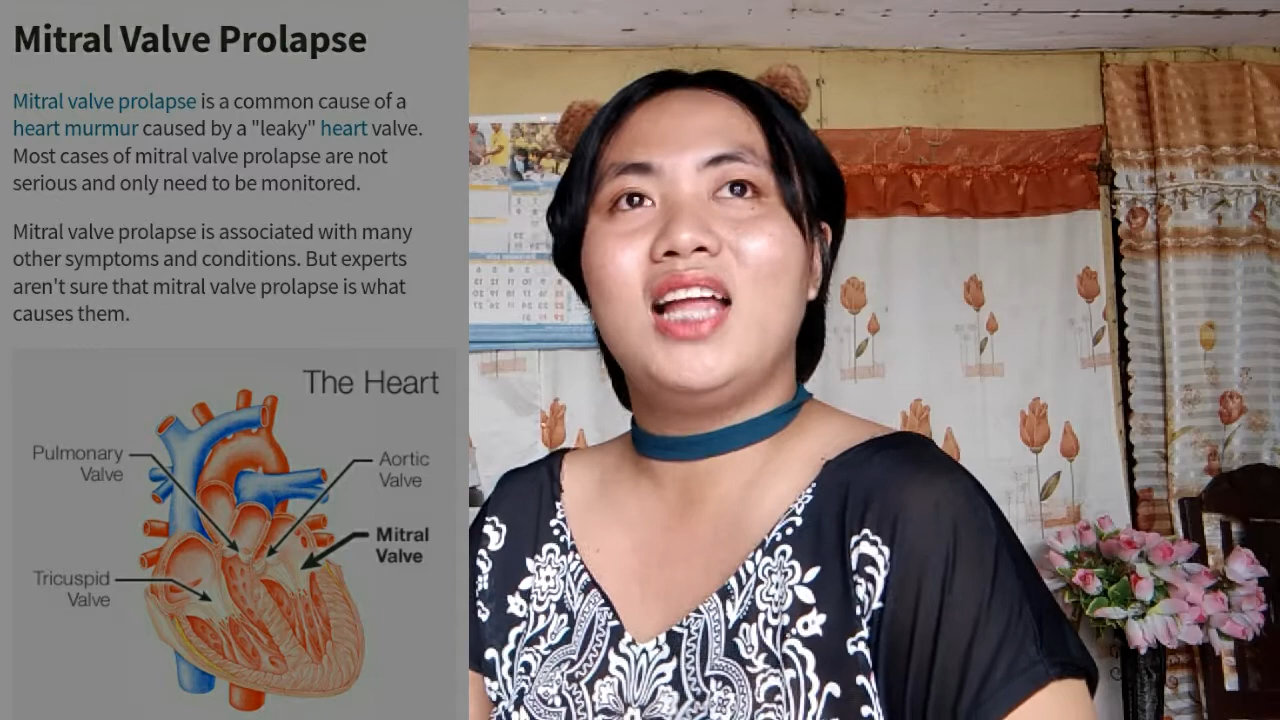 Mitral Valve Prolapse
Mitral valve prolapse is a common cause of a
heart murmur caused by a "leaky" heart valve.
Most cases of mitral valve prolapse are not
serious and only need to be monitored.
Mitral valve prolapse is associated with many
other symptoms and conditions. But experts
aren't sure that mitral valve prolapse is what
causes them.
The Heart
Pulmonary
Valve
Aortic
Valve
Mitral
Valve
Tricuspid
Valve